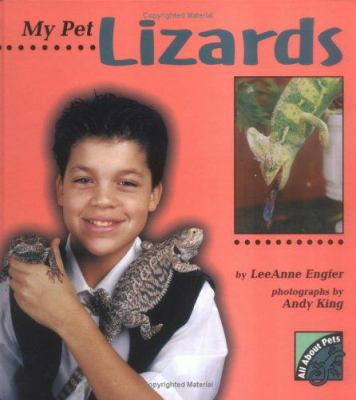 Copyrighted Material
My Pet
Lizards
by LeeAnne Engfer
photographs by
Andy King
All About Pets
Copyrighted Material